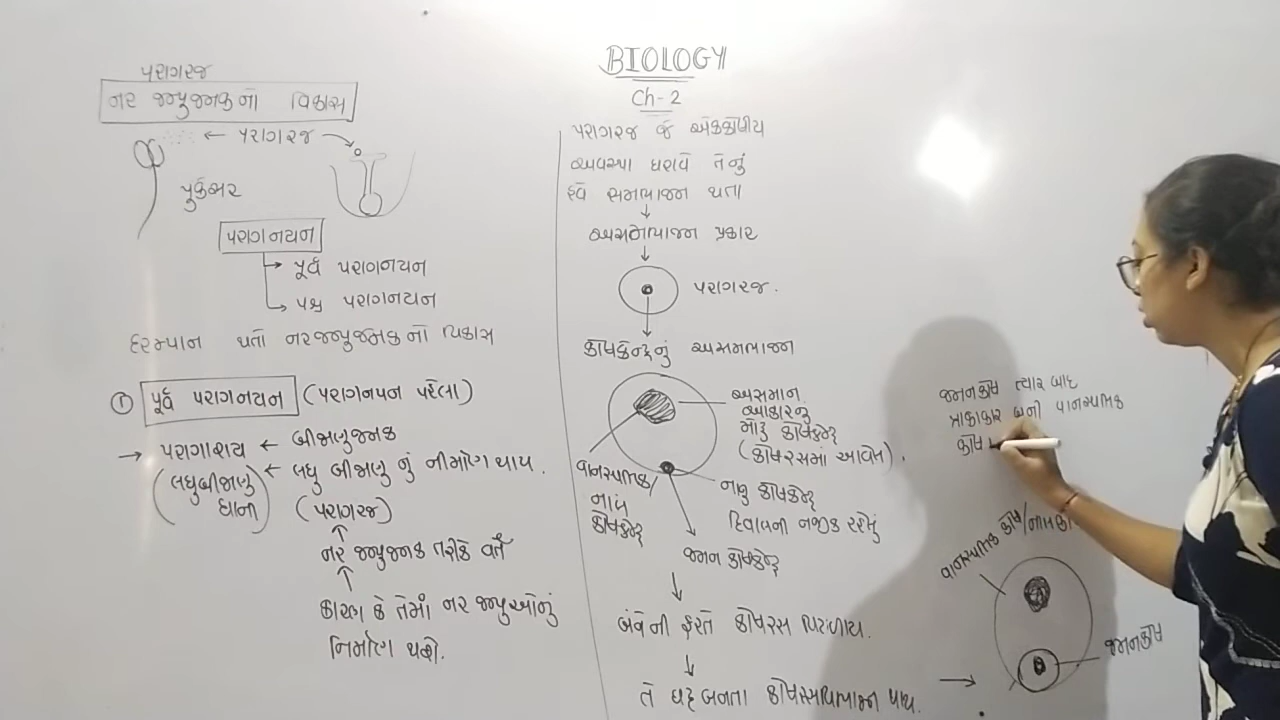 BIOLOGY
Ch-2
પરાગરજ
નર જન્યુજનકનો વિકાસ
← પરાગરજ
પુંકેસર
પરાગનયન
→ પૂર્વ પરાગનયન
→ પશ્ચ પરાગનયન
દરમ્યાન થતો નરજન્યુજનકનો વિકાસ
① પૂર્વ પરાગનયન (પરાગનયન પહેલા)
→ પરાગાશય ← બીજાણુજનક
(લઘુબીજાણુ ધાની) ← લઘુ બીજાણુ નું નીર્માણ થાય.
(પરાગરજ)
↑
નર જન્યુજનક તરીકે વર્તે
↑
કારણ કે તેમાં નર જન્યુઓનું
નિર્માણ થશે.
પરાગરજ જે એકકોષીય
અવસ્થા ધરાવે તેનું
હવે સમભાજન થતા
↓
અસમભાજન પ્રકાર
↓
પરાગરજ.
કોષકેન્દ્રનું અસમભાજન
અસમાન
આકારનું
મોટુ કોષકેન્દ્ર
(કોષરસમાં આવેલ).
વાનસ્પતિક
નાલ
કોષકેન્દ્ર
નાનુ કોષકેન્દ્ર
દિવાલની નજીક રહેલું
જનન કોષકેન્દ્ર
↓
બંનેની ફરતે કોષરસ વિંટળાય.
↓
તે ઘટ્ટ બનતા કોષરસવિભાજન થાય. →
જનનકોષ ત્યાર બાદ
ત્રાકાકાર બની વાનસ્પતિક
કોષ
વાનસ્પતિક કોષ/નાલકો
જનનકોષ